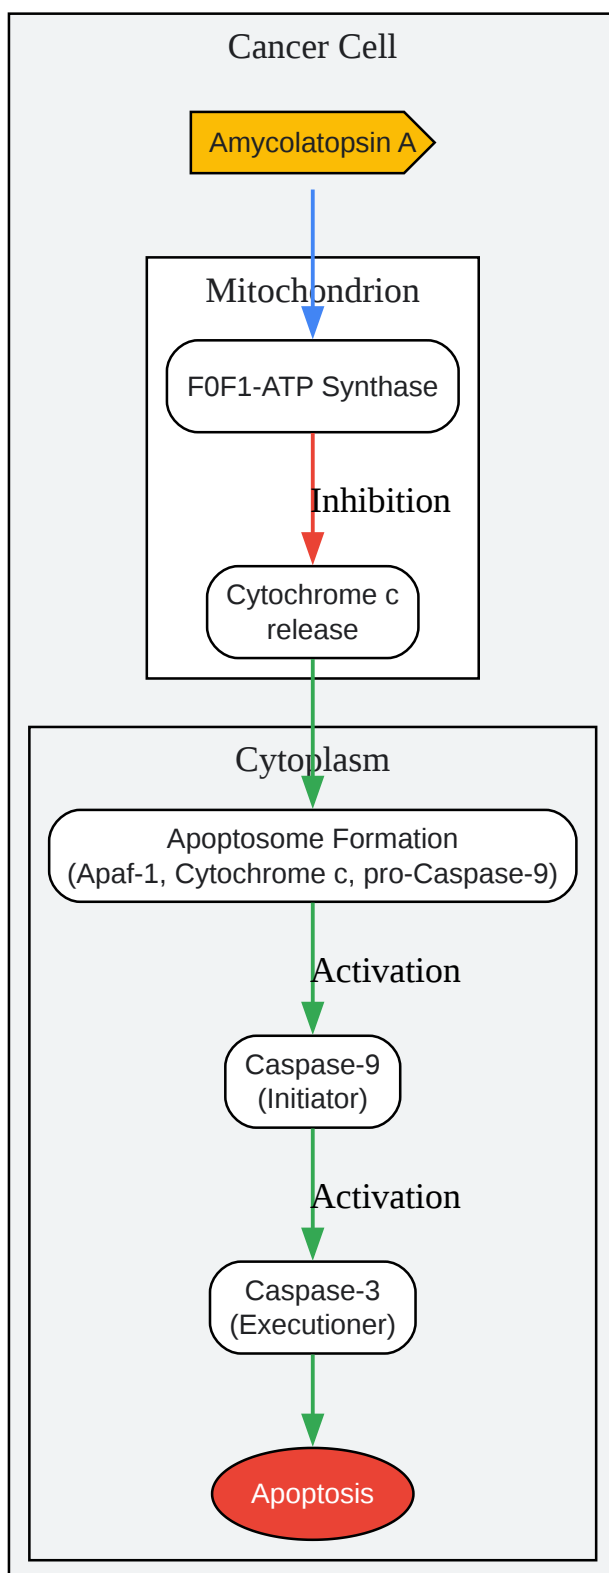 Cancer Cell
Amycolatopsin A
Mitochondrion
F0F1-ATP Synthase
Inhibition
Cytochrome c
release
Cytoplasm
Apoptosome Formation
(Apaf-1, Cytochrome c, pro-Caspase-9)
Activation
Caspase-9
(Initiator)
Activation
Caspase-3
(Executioner)
Apoptosis